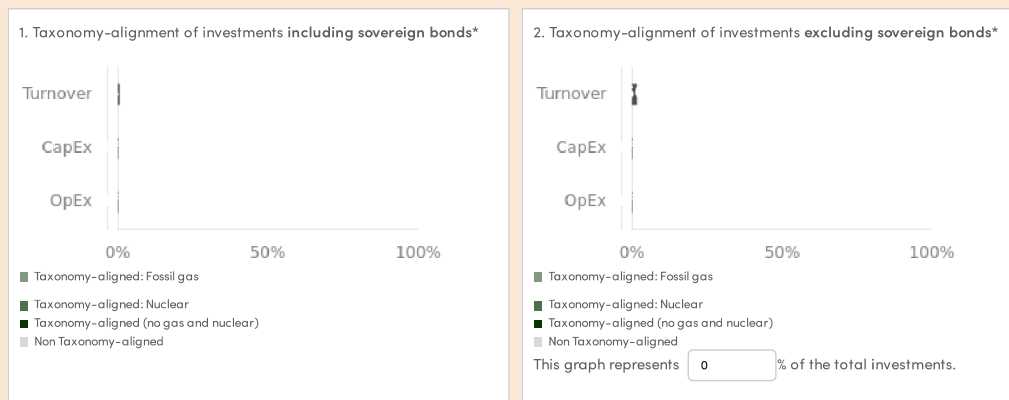 1. Taxonomy-alignment of investments including sovereign bonds*
Turnover
CapEx
OpEx
0% 50% 100%
Taxonomy-aligned: Fossil gas
Taxonomy-aligned: Nuclear
Taxonomy-aligned (no gas and nuclear)
Non Taxonomy-aligned
2. Taxonomy-alignment of investments excluding sovereign bonds*
Turnover
CapEx
OpEx
0% 50% 100%
Taxonomy-aligned: Fossil gas
Taxonomy-aligned: Nuclear
Taxonomy-aligned (no gas and nuclear)
Non Taxonomy-aligned
This graph represents 0 % of the total investments.